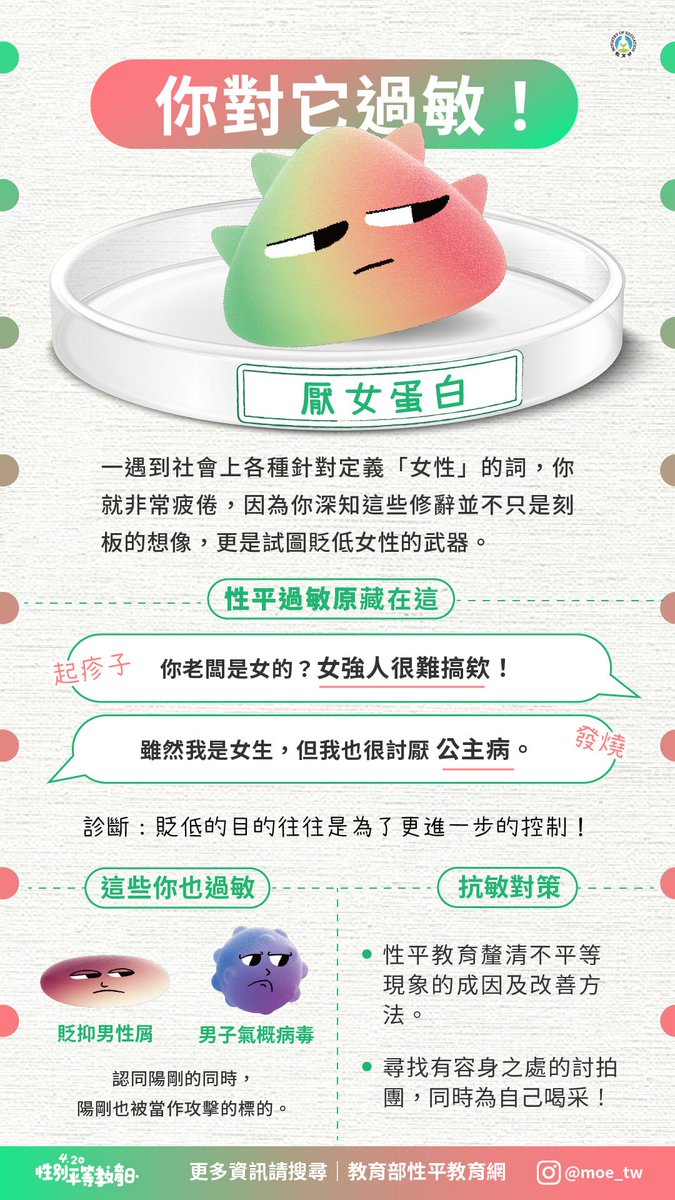 你對它過敏！
厭女蛋白
一遇到社會上各種針對定義「女性」的詞，你
就非常疲倦，因為你深知這些修辭並不只是刻
板的想像，更是試圖貶低女性的武器。
性平過敏原藏在這
起疹子
你老闆是女的？女強人很難搞欸！
雖然我是女生，但我也很討厭 公主病。
發燒
診斷：貶低的目的往往是為了更進一步的控制！
這些你也過敏
貶抑男性屑
男子氣概病毒
認同陽剛的同時，
陽剛也被當作攻擊的標的。
抗敏對策
性平教育釐清不平等
現象的成因及改善方
法。
尋找有容身之處的討拍
團，同時為自己喝采！
4.20
性別平等教育日
更多資訊請搜尋｜教育部性平教育網
@moe_tw